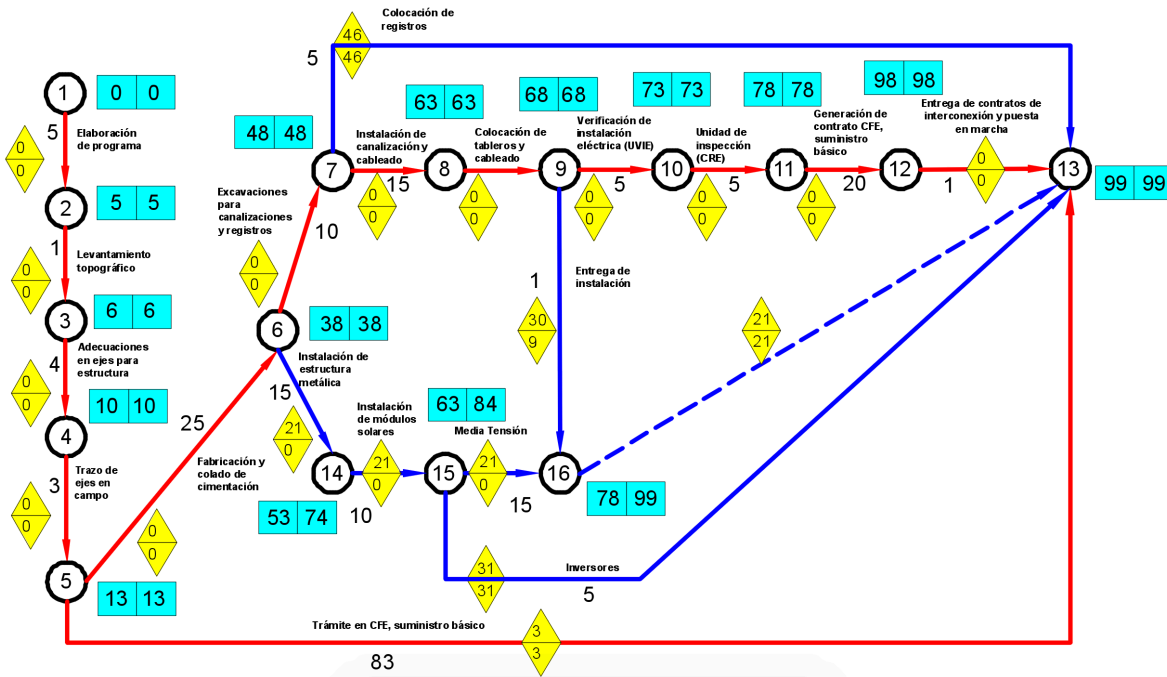 Colocación de
registros
46
46
5
1
0 0
5
Elaboración
de programa
0
0
2
5 5
1
Levantamiento
topográfico
0
0
3
6 6
Adecuaciones
en ejes para
estructura
4
0
0
4
10 10
Trazo de
ejes en
campo
3
0
0
5
13 13
25
Fabricación y
colado de
cimentación
0
0
6
38 38
Excavaciones
para
canalizaciones
y registros
10
0
0
7
48 48
Instalación de
canalización y
cableado
15
0
0
8
63 63
Colocación de
tableros y
cableado
0
0
9
68 68
Verificación de
instalación
eléctrica (UVIE)
5
0
0
10
73 73
Unidad de
inspección
(CRE)
5
0
0
11
78 78
Generación de
contrato CFE,
suministro
básico
20
0
0
12
98 98
Entrega de contratos de
interconexión y puesta
en marcha
0
0
1
13
99 99
Entrega de
instalación
1
30
9
21
21
Instalación de
estructura
metálica
15
21
0
14
53 74
Instalación
de módulos
solares
21
0
10
15
63 84
Media Tensión
21
0
15
16
78 99
Inversores
31
31
5
Trámite en CFE, suministro básico
3
3
83